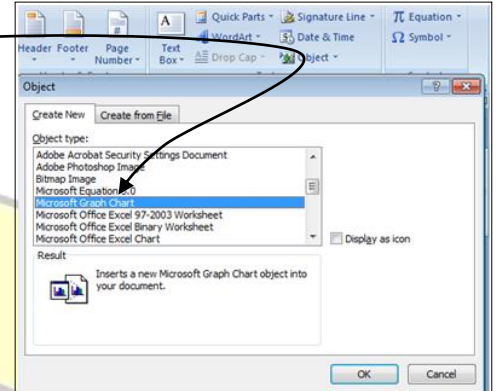 A Quick Parts Signature Line π Equation
WordArt Date & Time Ω Symbol
Header Footer Page Number Text Box Drop Cap Object
Object
Create New Create from File
Object type:
Adobe Acrobat Security Settings Document
Adobe Photoshop Image
Bitmap Image
Microsoft Equation 3.0
Microsoft Graph Chart
Microsoft Office Excel 97-2003 Worksheet
Microsoft Office Excel Binary Worksheet
Microsoft Office Excel Chart
Display as icon
Result
Inserts a new Microsoft Graph Chart object into
your document.
OK Cancel